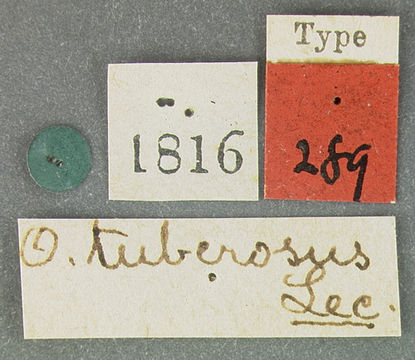 Type
1816
289
O. tuberosus
Lec.